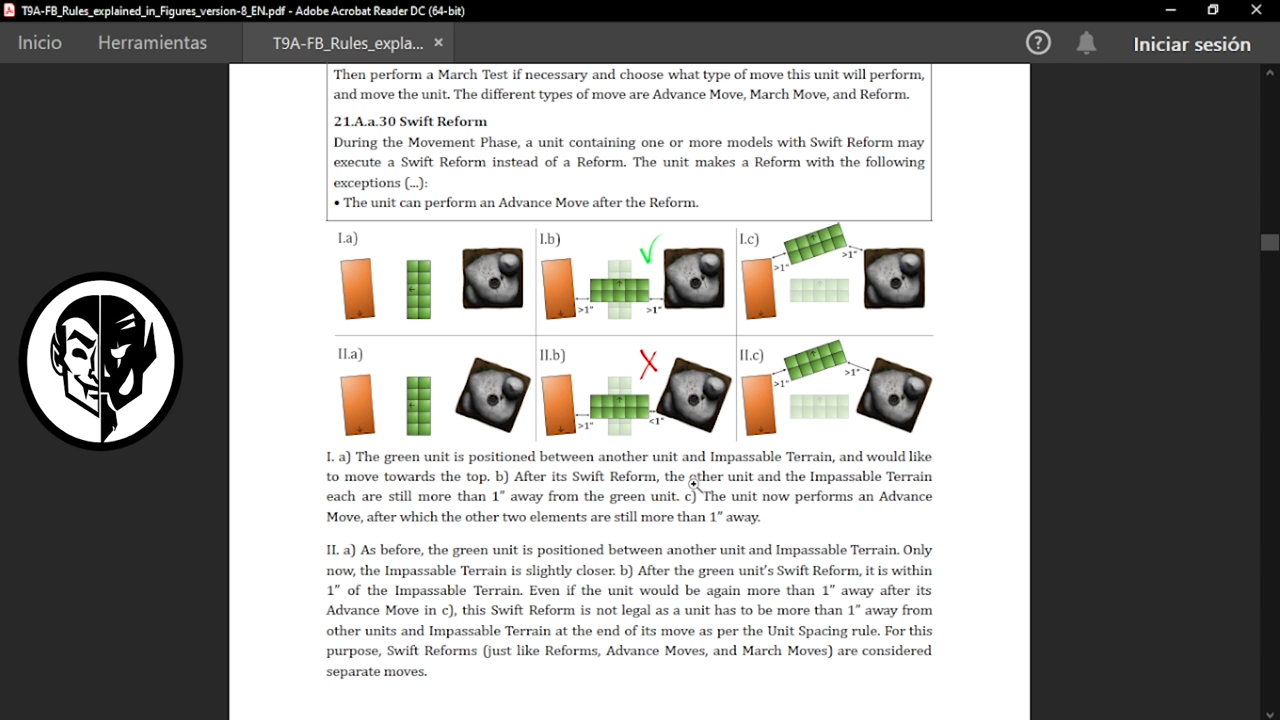 T9A-FB_Rules_explained_in_Figures_version-8_EN.pdf - Adobe Acrobat Reader DC (64-bit)
Inicio Herramientas T9A-FB_Rules_expla... × Iniciar sesión
Then perform a March Test if necessary and choose what type of move this unit will perform,
and move the unit. The different types of move are Advance Move, March Move, and Reform.
21.A.a.30 Swift Reform
During the Movement Phase, a unit containing one or more models with Swift Reform may
execute a Swift Reform instead of a Reform. The unit makes a Reform with the following
exceptions (...):
• The unit can perform an Advance Move after the Reform.
I.a) I.b) I.c)
>1" >1" >1" >1"
II.a) II.b) II.c)
>1" <1" >1" >1"
I. a) The green unit is positioned between another unit and Impassable Terrain, and would like
to move towards the top. b) After its Swift Reform, the other unit and the Impassable Terrain
each are still more than 1” away from the green unit. c) The unit now performs an Advance
Move, after which the other two elements are still more than 1” away.
II. a) As before, the green unit is positioned between another unit and Impassable Terrain. Only
now, the Impassable Terrain is slightly closer. b) After the green unit’s Swift Reform, it is within
1” of the Impassable Terrain. Even if the unit would be again more than 1” away after its
Advance Move in c), this Swift Reform is not legal as a unit has to be more than 1” away from
other units and Impassable Terrain at the end of its move as per the Unit Spacing rule. For this
purpose, Swift Reforms (just like Reforms, Advance Moves, and March Moves) are considered
separate moves.